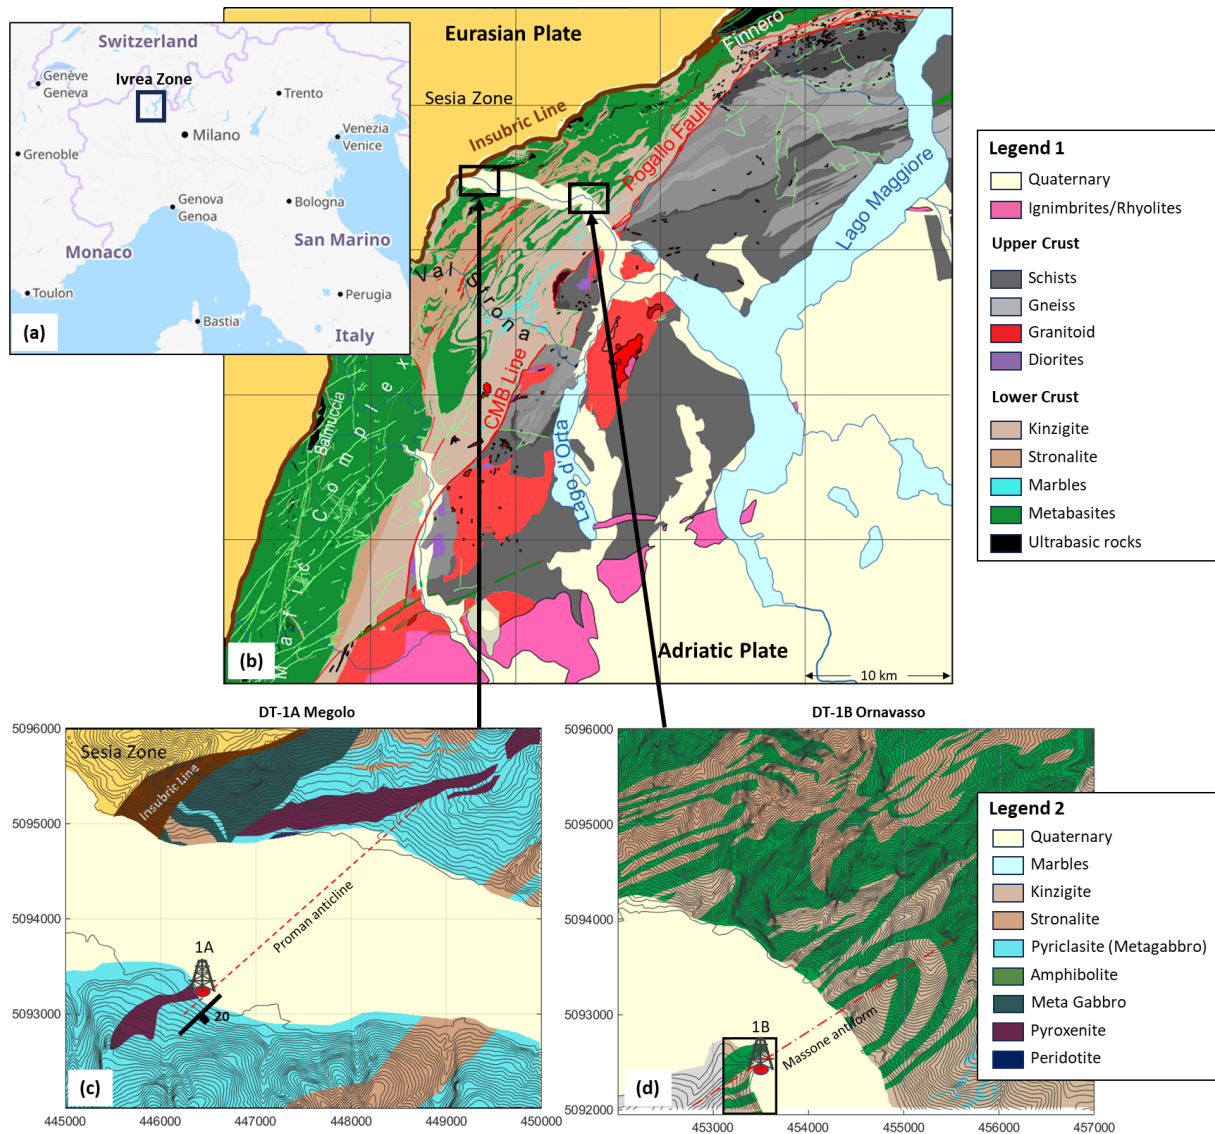 Switzerland
Genève
Geneva
Ivrea Zone
Trento
Milano
Venezia
Venice
Grenoble
Genova
Genoa
Bologna
Monaco
San Marino
Toulon
Perugia
Bastia
(a)
Italy
Eurasian Plate
Finnero
Sesia Zone
Insubric Line
Pogallo Fault
Lago Maggiore
Val Strona
CMB Line
Balmuccia
Mafic Complex
Lago d'Orta
(b)
Adriatic Plate
10 km
Legend 1
Quaternary
Ignimbrites/Rhyolites
Upper Crust
Schists
Gneiss
Granitoid
Diorites
Lower Crust
Kinzigite
Stronalite
Marbles
Metabasites
Ultrabasic rocks
DT-1A Megolo
5096000
5095000
5094000
5093000
5092000
Sesia Zone
Insubric Line
Proman anticline
1A
20
(c)
445000
446000
447000
448000
449000
450000
DT-1B Ornavasso
5096000
5095000
5094000
5093000
5092000
Massone antiform
1B
(d)
453000
454000
455000
456000
457000
Legend 2
Quaternary
Marbles
Kinzigite
Stronalite
Pyriclasite (Metagabbro)
Amphibolite
Meta Gabbro
Pyroxenite
Peridotite